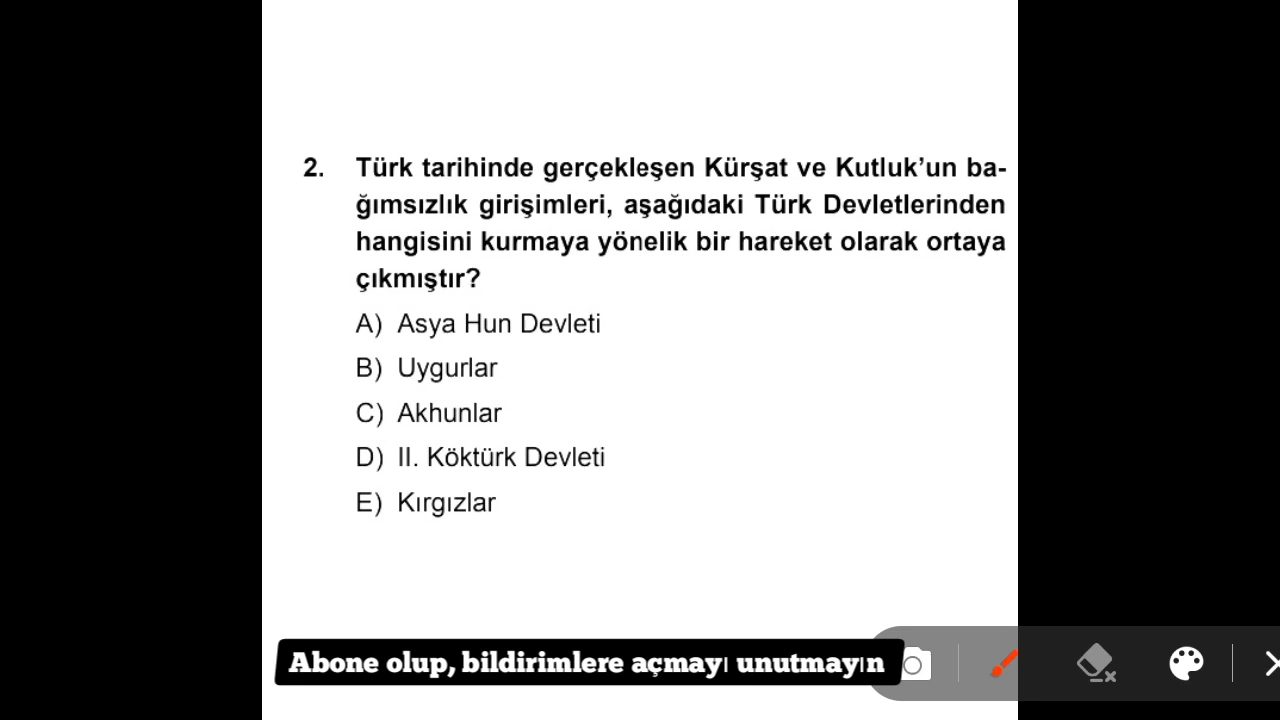 2. Türk tarihinde gerçekleşen Kürşat ve Kutluk’un ba-
ğımsızlık girişimleri, aşağıdaki Türk Devletlerinden
hangisini kurmaya yönelik bir hareket olarak ortaya
çıkmıştır?
A) Asya Hun Devleti
B) Uygurlar
C) Akhunlar
D) II. Köktürk Devleti
E) Kırgızlar
Abone olup, bildirimlere açmayı unutmayın